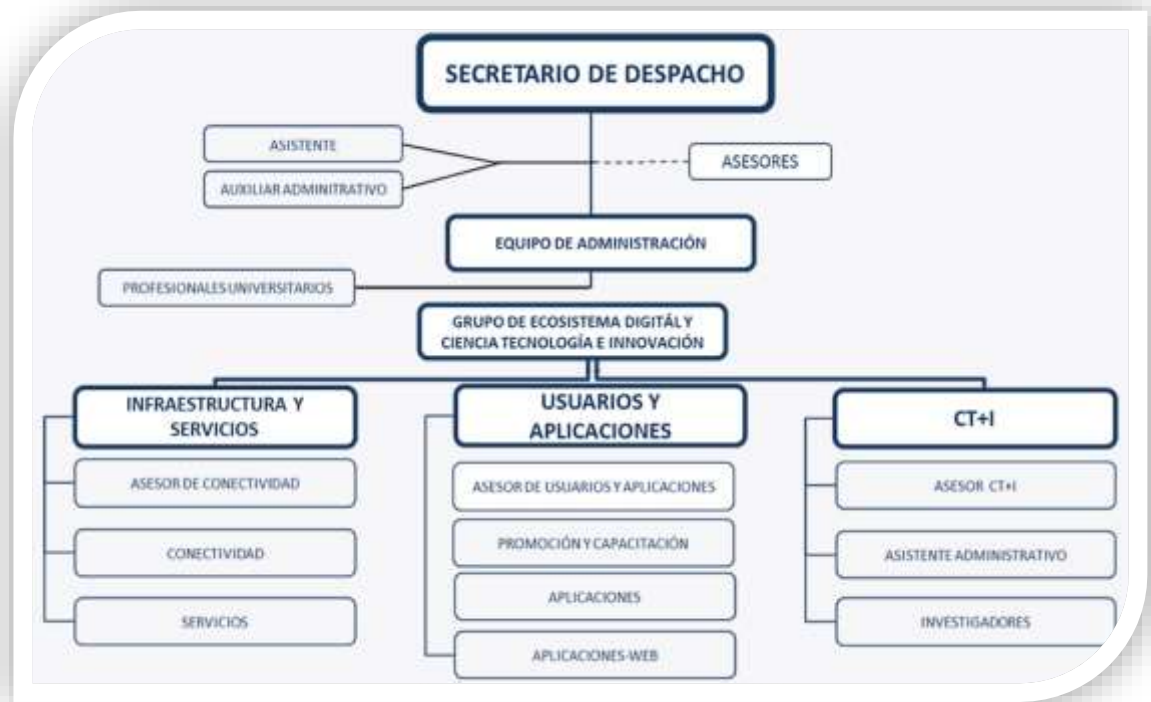 SECRETARIO DE DESPACHO
ASISTENTE
ASESORES
AUXILIAR ADMINITRATIVO
EQUIPO DE ADMINISTRACIÓN
PROFESIONALES UNIVERSITARIOS
GRUPO DE ECOSISTEMA DIGITÁL Y
CIENCIA TECNOLOGÍA E INNOVACIÓN
INFRAESTRUCTURA Y
SERVICIOS
ASESOR DE CONECTIVIDAD
CONECTIVIDAD
SERVICIOS
USUARIOS Y
APLICACIONES
ASESOR DE USUARIOS Y APLICACIONES
PROMOCIÓN Y CAPACITACIÓN
APLICACIONES
APLICACIONES-WEB
CT+I
ASESOR CT+I
ASISTENTE ADMINISTRATIVO
INVESTIGADORES